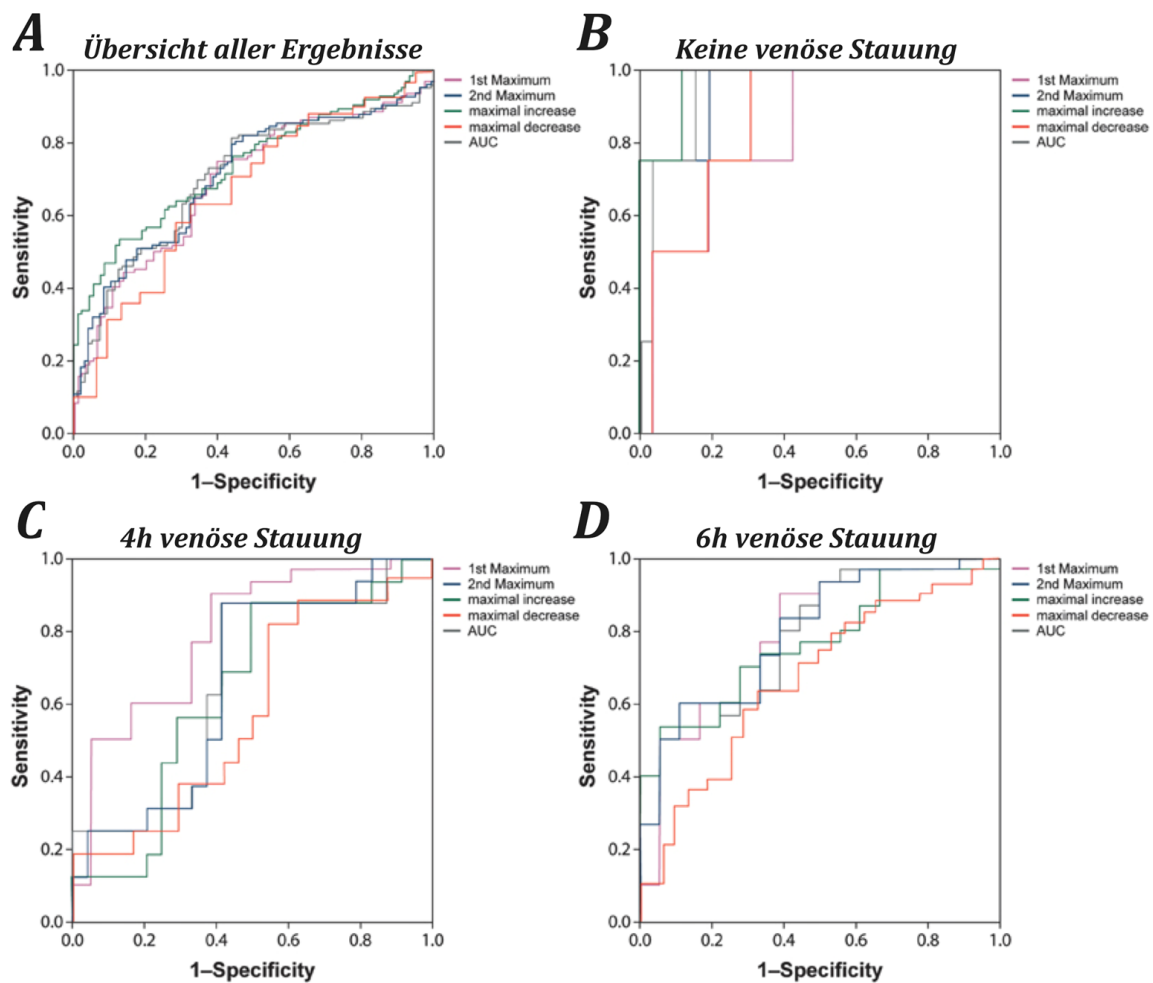 A
Übersicht aller Ergebnisse
1.0
0.8
0.6
0.4
0.2
0.0
Sensitivity
0.0 0.2 0.4 0.6 0.8 1.0
1–Specificity
1st Maximum
2nd Maximum
maximal increase
maximal decrease
AUC
B
Keine venöse Stauung
1.0
0.8
0.6
0.4
0.2
0.0
Sensitivity
0.0 0.2 0.4 0.6 0.8 1.0
1–Specificity
1st Maximum
2nd Maximum
maximal increase
maximal decrease
AUC
C
4h venöse Stauung
1.0
0.8
0.6
0.4
0.2
0.0
Sensitivity
0.0 0.2 0.4 0.6 0.8 1.0
1–Specificity
1st Maximum
2nd Maximum
maximal increase
maximal decrease
AUC
D
6h venöse Stauung
1.0
0.8
0.6
0.4
0.2
0.0
Sensitivity
0.0 0.2 0.4 0.6 0.8 1.0
1–Specificity
1st Maximum
2nd Maximum
maximal increase
maximal decrease
AUC